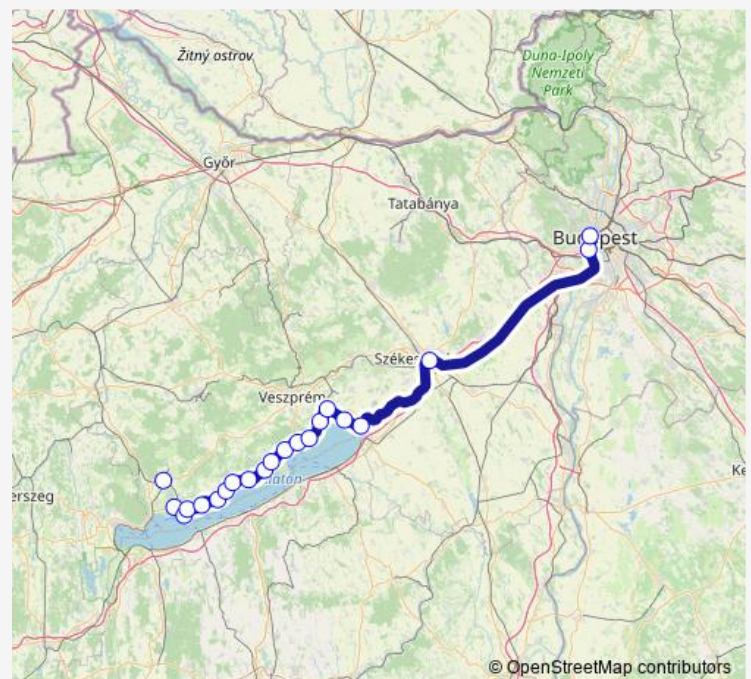 Žitný ostrov
Duna-Ipoly
Nemzeti
Park
Győr
Tatabánya
Budapest
Székes
Veszprém
erszeg
Ke
© OpenStreetMap contributors